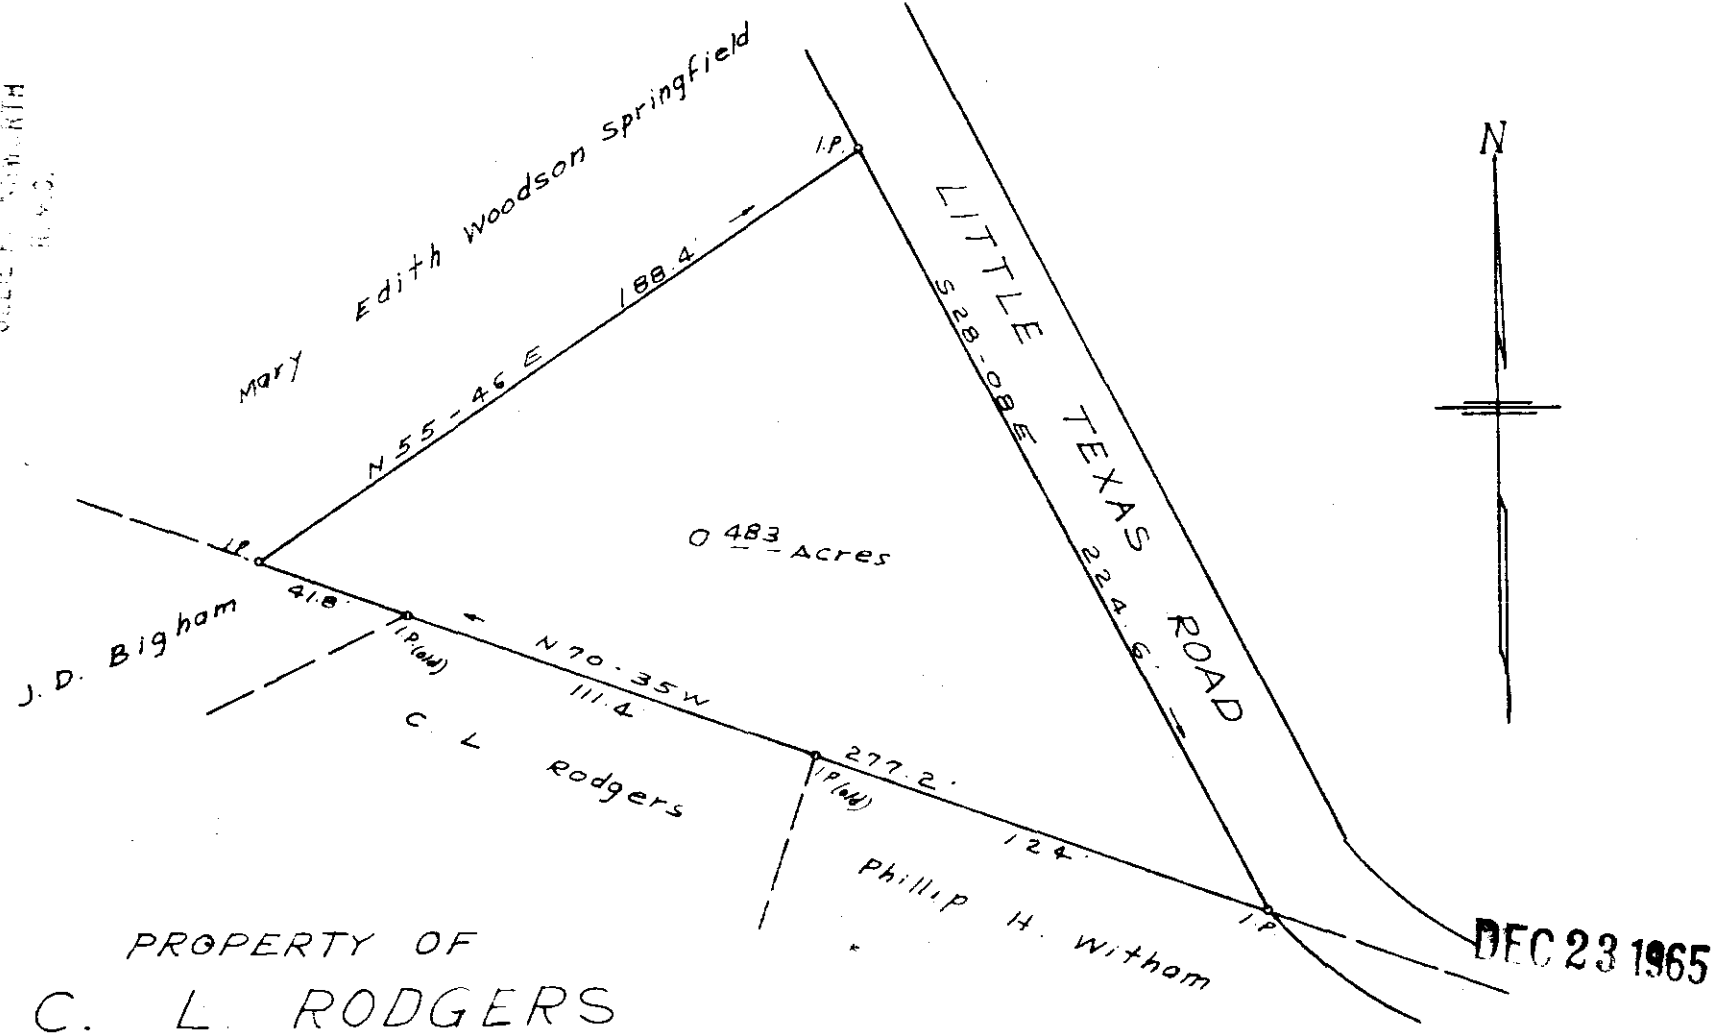 R.L.S.
Mary Edith Woodson Springfield
N
I.P.
LITTLE TEXAS ROAD
188.4'
N 55-46 E
S 28-08 E
224.6'
0 483 Acres
I.P.
41.8'
I.P.(old)
J. D. Bigham
N 70-35 W
111.4'
C. L. Rodgers
277.2'
I.P.(old)
124'
Phillip H. Witham
I.P.
DEC 23 1965
PROPERTY OF
C. L. RODGERS